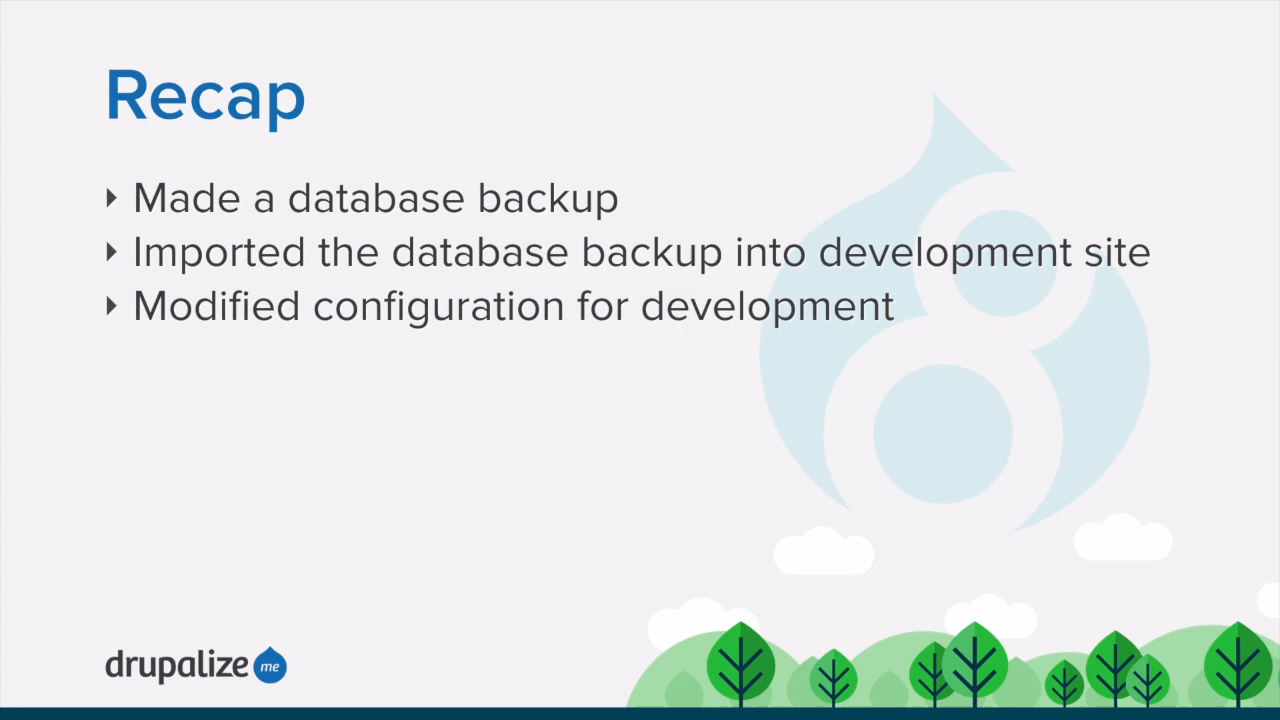 Recap
Made a database backup
Imported the database backup into development site
Modified configuration for development
drupalize me